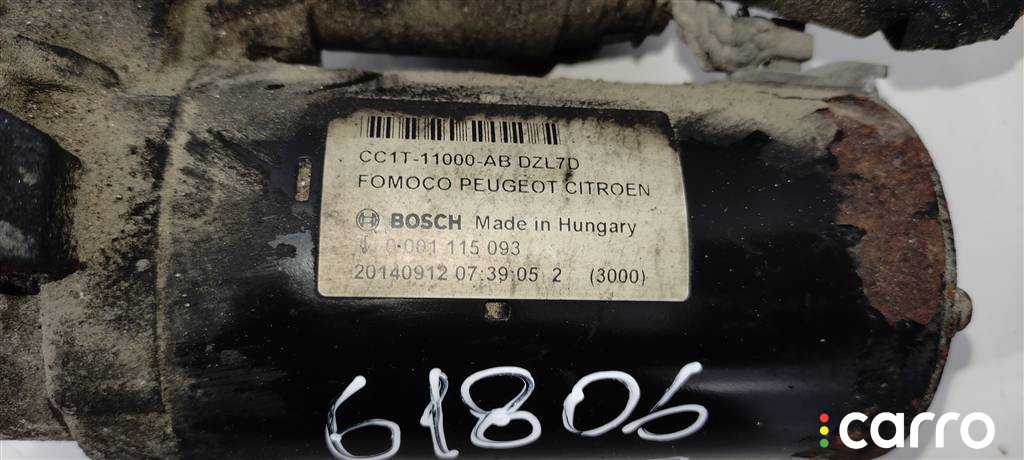 CC1T-11000-AB DZL7D
FOMOCO PEUGEOT CITROEN
BOSCH Made in Hungary
0 001 115 093
20140912 07:39:05 2 (3000)
61806
carro